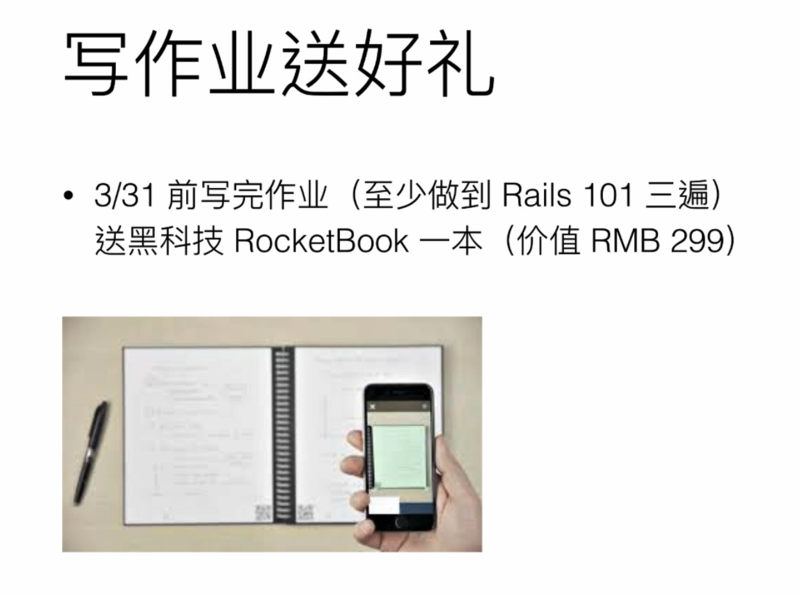 写作业送好礼
• 3/31 前写完作业（至少做到 Rails 101 三遍）
送黑科技 RocketBook 一本（价值 RMB 299）